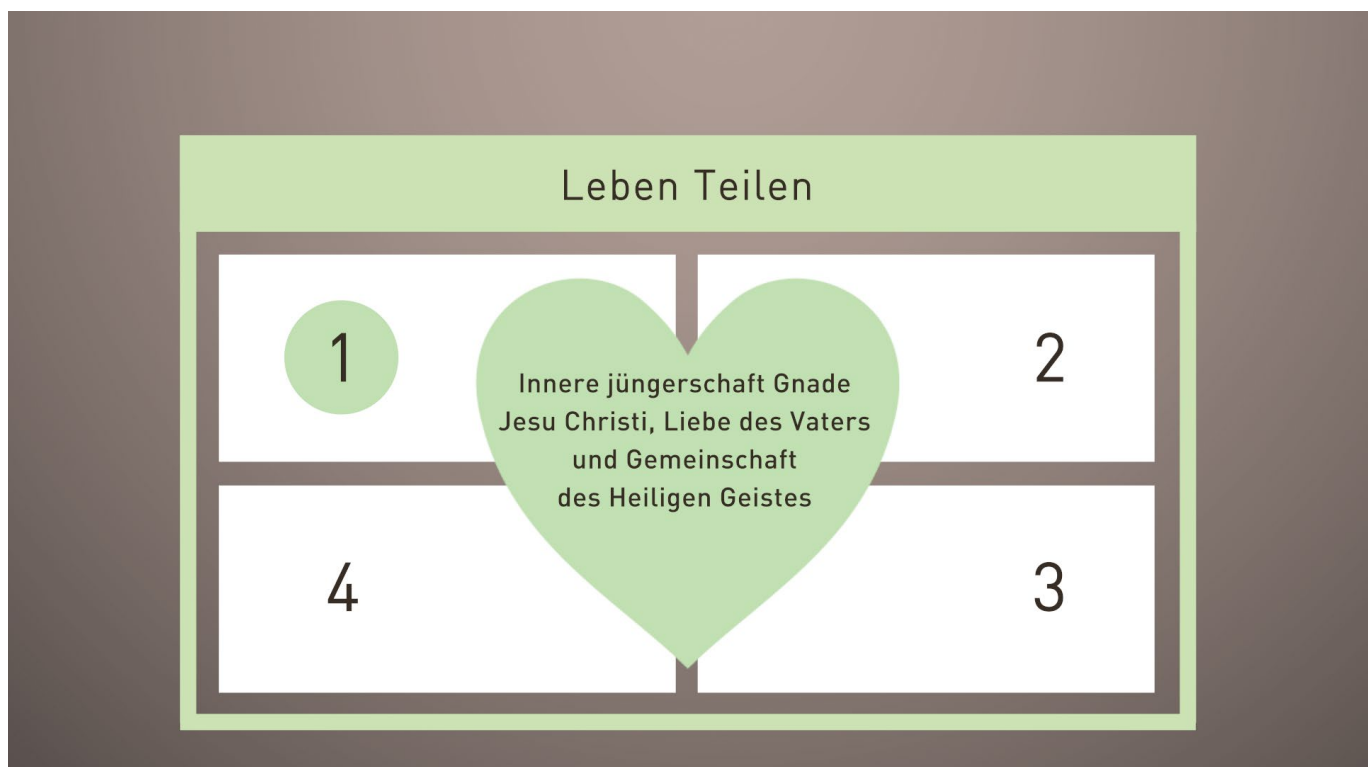 Leben Teilen
1
2
Innere jüngerschaft Gnade
Jesu Christi, Liebe des Vaters
und Gemeinschaft
des Heiligen Geistes
4
3